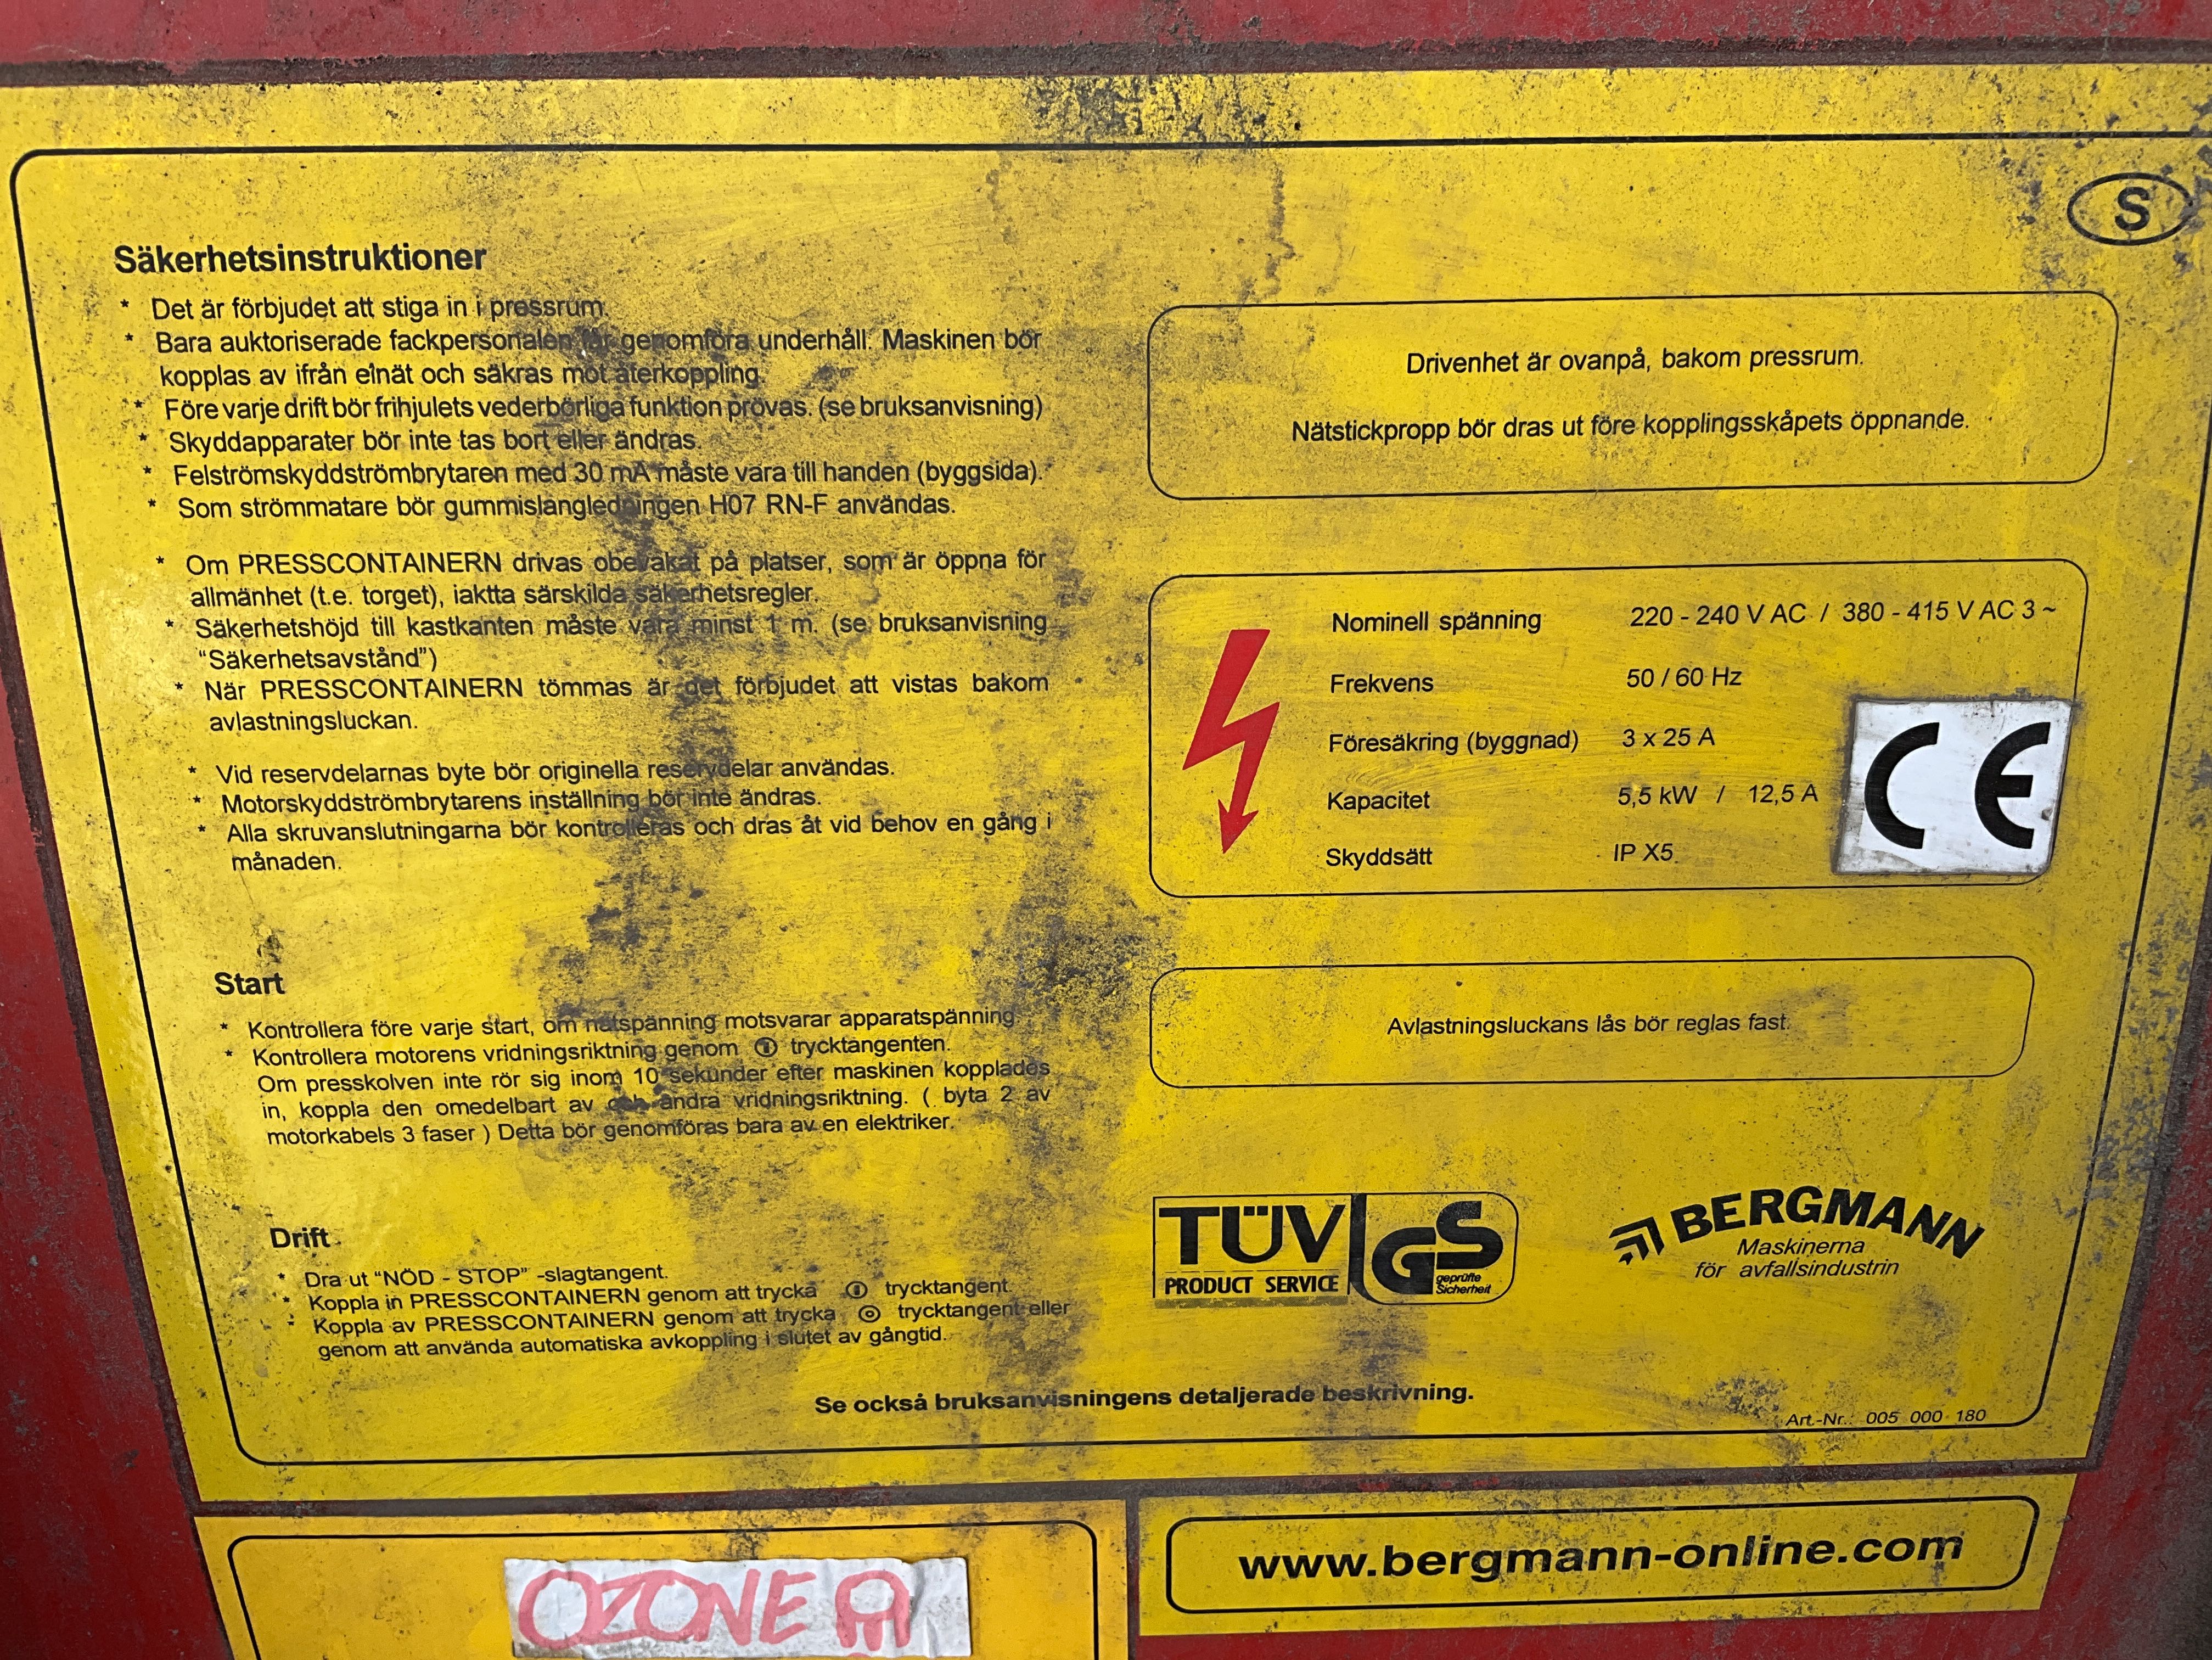 S
Säkerhetsinstruktioner
* Det är förbjudet att stiga in i pressrum.
* Bara auktoriserade fackpersonalen får genomföra underhåll. Maskinen bör
kopplas av ifrån elnät och säkras mot återkoppling.
* Före varje drift bör frihjulets vederbörliga funktion prövas. (se bruksanvisning)
* Skyddapparater bör inte tas bort eller ändras.
* Felströmskyddströmbrytaren med 30 mA måste vara till handen (byggsida).
* Som strömmatare bör gummislangledningen H07 RN-F användas.
* Om PRESSCONTAINERN drivas obevakat på platser, som är öppna för
allmänhet (t.e. torget), iaktta särskilda säkerhetsregler.
* Säkerhetshöjd till kastkanten måste vara minst 1 m. (se bruksanvisning
“Säkerhetsavstånd”)
* När PRESSCONTAINERN tömmas är det förbjudet att vistas bakom
avlastningsluckan.
* Vid reservdelarnas byte bör originella reservdelar användas.
* Motorskyddströmbrytarens inställning bör inte ändras.
* Alla skruvanslutningarna bör kontrolleras och dras åt vid behov en gång i
månaden.
Start
* Kontrollera före varje start, om nätspänning motsvarar apparatspänning.
* Kontrollera motorens vridningsriktning genom trycktangenten.
Om presskolven inte rör sig inom 10 sekunder efter maskinen kopplades
in, koppla den omedelbart av och ändra vridningsriktning. ( byta 2 av
motorkabels 3 faser ) Detta bör genomföras bara av en elektriker.
Drift
* Dra ut “NÖD - STOP” -slagtangent.
* Koppla in PRESSCONTAINERN genom att trycka trycktangent.
* Koppla av PRESSCONTAINERN genom att trycka trycktangent eller
genom att använda automatiska avkoppling i slutet av gångtid.
Drivenhet är ovanpå, bakom pressrum.
Nätstickpropp bör dras ut före kopplingsskåpets öppnande.
Nominell spänning 220 - 240 V AC / 380 - 415 V AC 3 ~
Frekvens 50 / 60 Hz
Föresäkring (byggnad) 3 x 25 A
Kapacitet 5,5 kW / 12,5 A
Skyddsätt IP X5
CE
Avlastningsluckans lås bör reglas fast.
TÜV GS
PRODUCT SERVICE
geprüfte
Sicherheit
BERGMANN
Maskinerna
för avfallsindustrin
Se också bruksanvisningens detaljerade beskrivning.
Art.-Nr.: 005 000 180
OZONE
www.bergmann-online.com